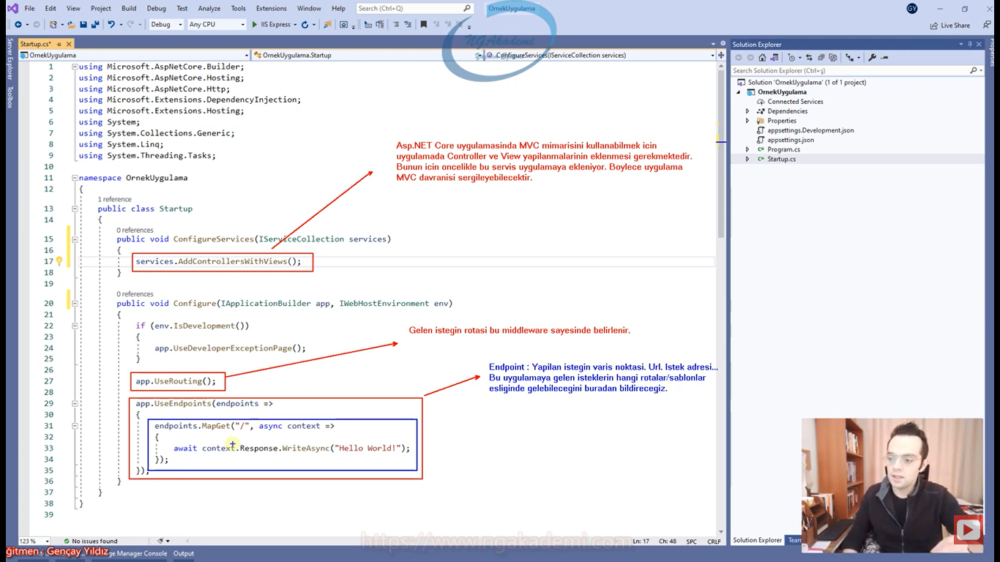 File Edit View Project Build Debug Test Analyze Tools Extensions Window Help Search (Ctrl+Q) OrnekUygulama GY
Debug Any CPU IIS Express Live Share
NGAkademi
Server Explorer
Toolbox
Properties
Startup.cs*
OrnekUygulama OrnekUygulama.Startup ConfigureServices(IServiceCollection services)
1 using Microsoft.AspNetCore.Builder;
2 using Microsoft.AspNetCore.Hosting;
3 using Microsoft.AspNetCore.Http;
4 using Microsoft.Extensions.DependencyInjection;
5 using Microsoft.Extensions.Hosting;
6 using System;
7 using System.Collections.Generic;
8 using System.Linq;
9 using System.Threading.Tasks;
10
11 namespace OrnekUygulama
12 {
1 reference
13 public class Startup
14 {
0 references
15 public void ConfigureServices(IServiceCollection services)
16 {
17 services.AddControllersWithViews();
18 }
19
0 references
20 public void Configure(IApplicationBuilder app, IWebHostEnvironment env)
21 {
22 if (env.IsDevelopment())
23 {
24 app.UseDeveloperExceptionPage();
25 }
26
27 app.UseRouting();
28
29 app.UseEndpoints(endpoints =>
30 {
31 endpoints.MapGet("/", async context =>
32 {
33 await context.Response.WriteAsync("Hello World!");
34 });
35 });
36 }
37 }
38 }
39
Asp.NET Core uygulamasinda MVC mimarisini kullanabilmek icin
uygulamada Controller ve View yapilanmalarinin eklenmesi gerekmektedir.
Bunun icin oncelikle bu servis uygulamaya ekleniyor. Boylece uygulama
MVC davranisi sergileyebilecektir.
Gelen istegin rotasi bu middleware sayesinde belirlenir.
Endpoint : Yapilan istegin varis noktasi. Url. Istek adresi...
Bu uygulamaya gelen isteklerin hangi rotalar/sablonlar
esliginde gelebilecegini buradan bildirecegiz.
Solution Explorer
Search Solution Explorer (Ctrl+ş)
Solution 'OrnekUygulama' (1 of 1 project)
OrnekUygulama
Connected Services
Dependencies
Properties
appsettings.Development.json
appsettings.json
Program.cs
Startup.cs
Solution Explorer Team
123 % No issues found Ln: 17 Ch: 48 SPC CRLF
https://www.ngakademi.com
ğitmen : Gençay Yıldız
age Manager Console Output